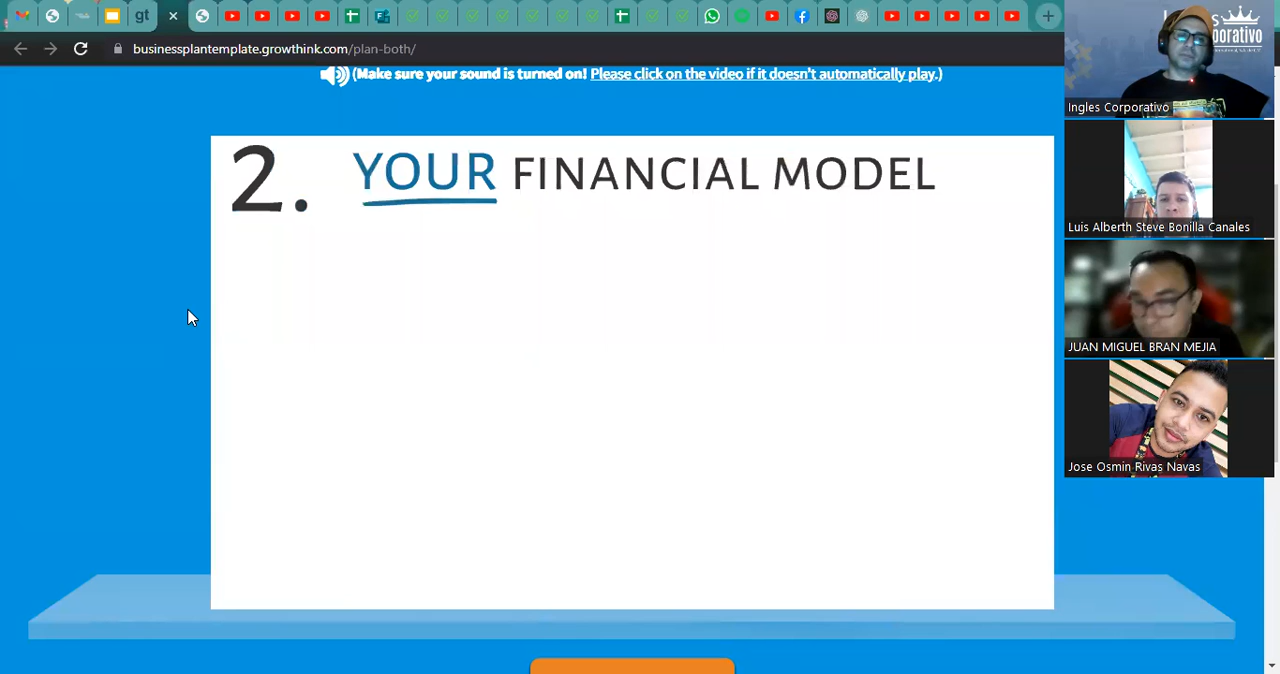 gt
businessplantemplate.growthink.com/plan-both/
(Make sure your sound is turned on! Please click on the video if it doesn't automatically play.)
2. YOUR FINANCIAL MODEL
Ingles Corporativo
Luis Alberth Steve Bonilla Canales
JUAN MIGUEL BRAN MEJIA
Jose Osmin Rivas Navas